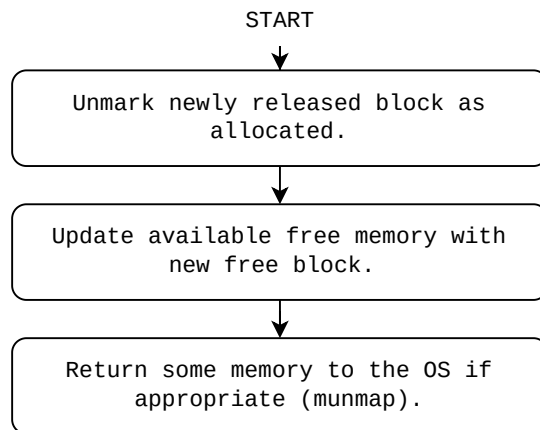 START
Unmark newly released block as
allocated.
Update available free memory with
new free block.
Return some memory to the OS if
appropriate (munmap).